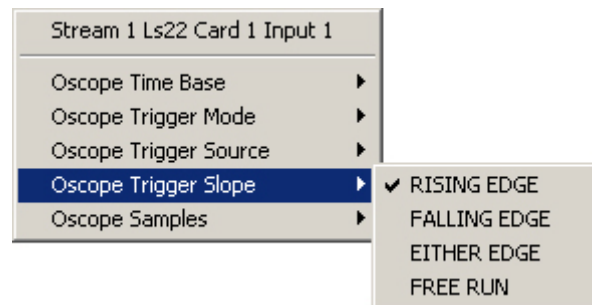 Stream 1 Ls22 Card 1 Input 1
Oscope Time Base
Oscope Trigger Mode
Oscope Trigger Source
Oscope Trigger Slope
Oscope Samples
RISING EDGE
FALLING EDGE
EITHER EDGE
FREE RUN